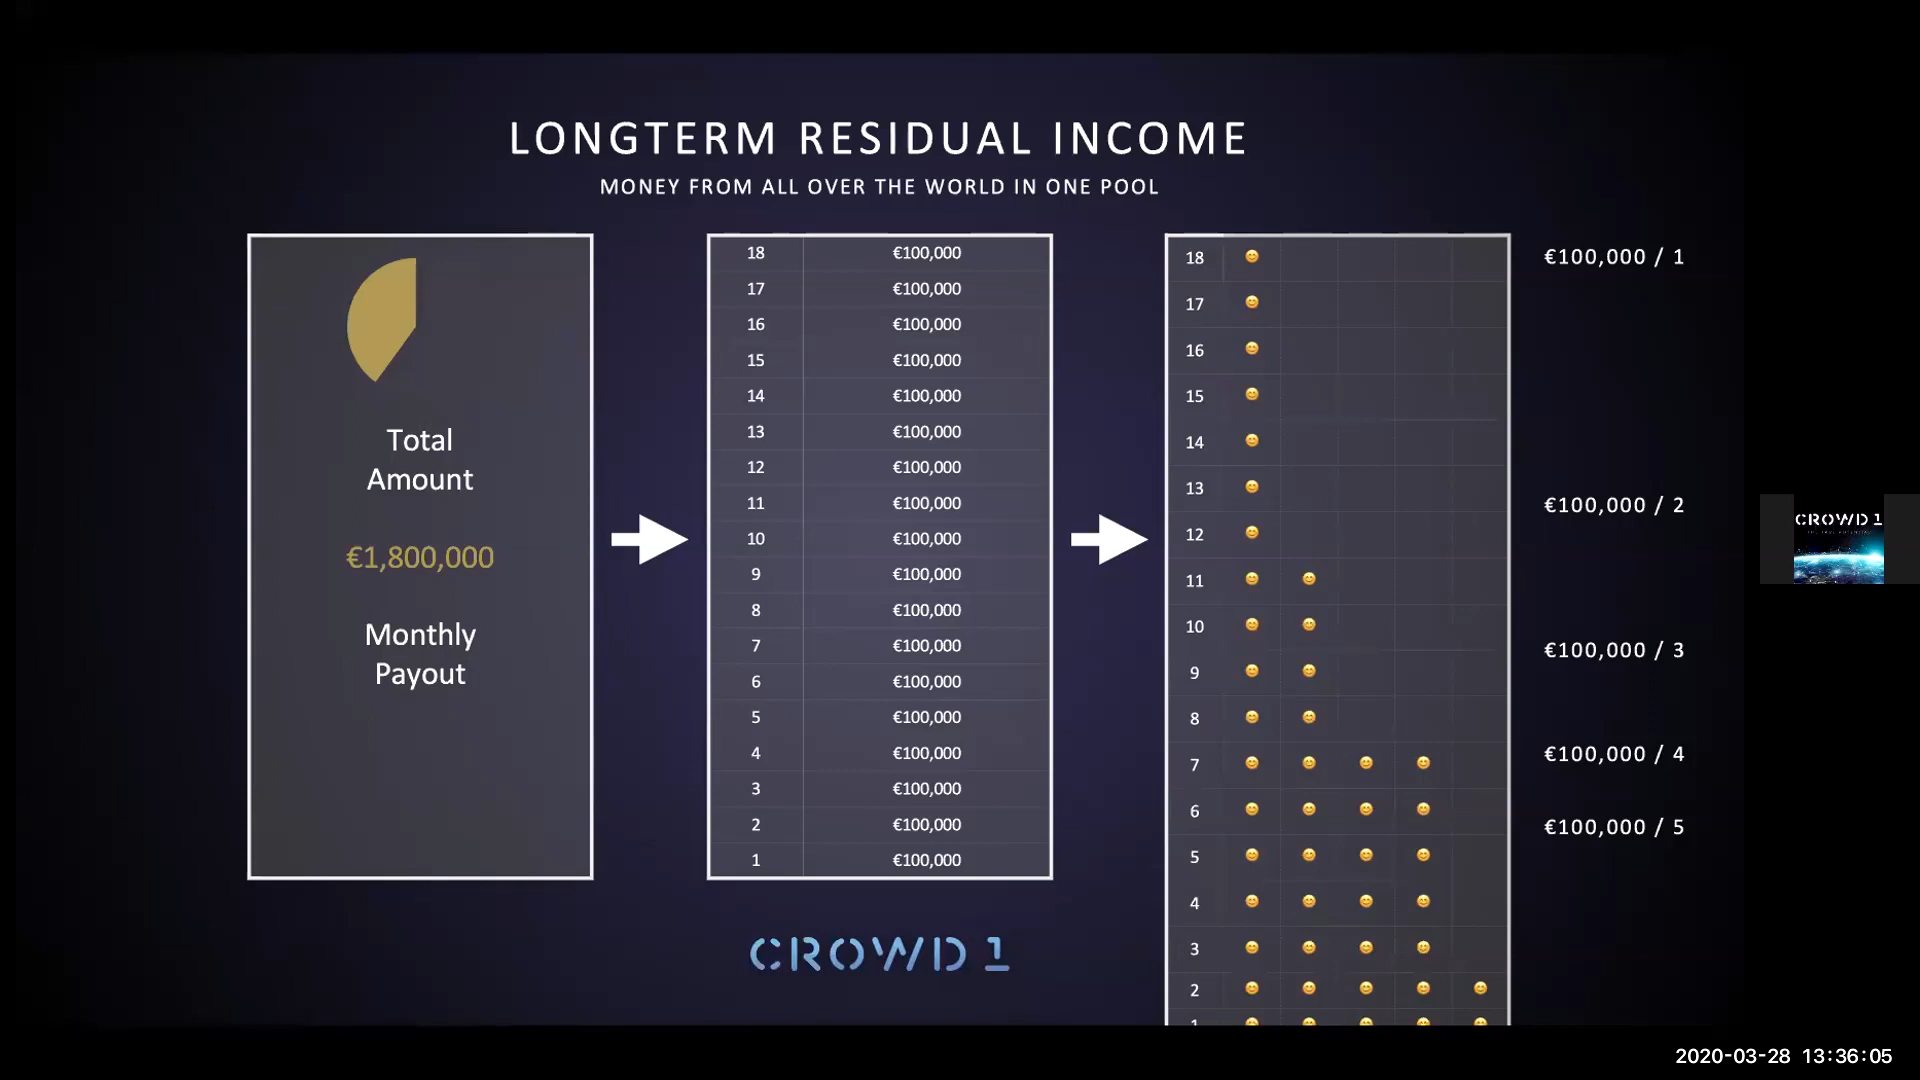 LONGTERM RESIDUAL INCOME
MONEY FROM ALL OVER THE WORLD IN ONE POOL
Total
Amount
€1,800,000
Monthly
Payout
18 €100,000
17 €100,000
16 €100,000
15 €100,000
14 €100,000
13 €100,000
12 €100,000
11 €100,000
10 €100,000
9 €100,000
8 €100,000
7 €100,000
6 €100,000
5 €100,000
4 €100,000
3 €100,000
2 €100,000
1 €100,000
18
17
16
15
14
13
12
11
10
9
8
7
6
5
4
3
2
1
€100,000 / 1
€100,000 / 2
€100,000 / 3
€100,000 / 4
€100,000 / 5
CROWD 1
CROWD 1
2020-03-28 13:36:05